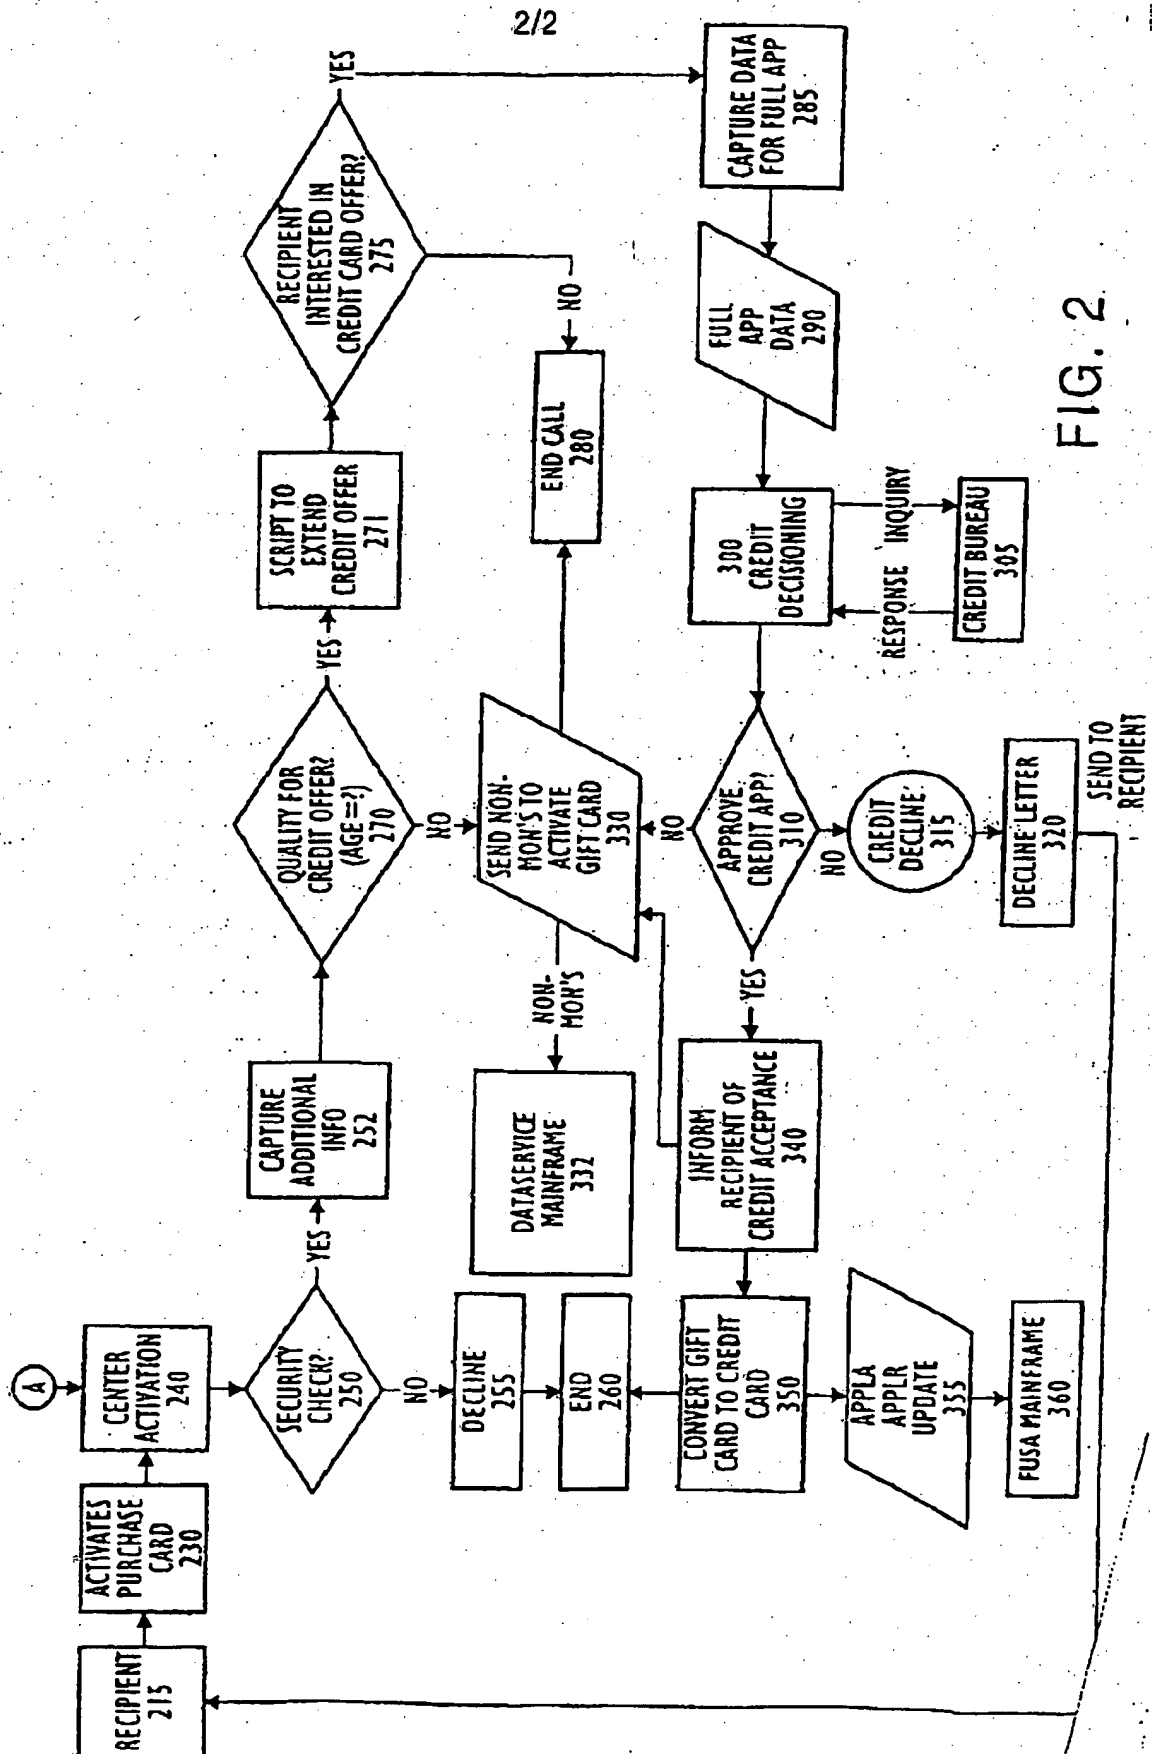 2/2
A
RECIPIENT
215
ACTIVATES
PURCHASE
CARD
230
CENTER
ACTIVATION
240
SECURITY
CHECK?
250
YES
NO
CAPTURE
ADDITIONAL
INFO
252
QUALITY FOR
CREDIT OFFER?
(AGE=?)
270
YES
NO
SCRIPT TO
EXTEND
CREDIT OFFER
271
RECIPIENT
INTERESTED IN
CREDIT CARD OFFER?
275
YES
NO
DECLINE
255
END
260
DATASERVICE
MAINFRAME
332
NON-
MON'S
SEND NON-
MON'S TO
ACTIVATE
GIFT CARD
330
END CALL
280
CAPTURE DATA
FOR FULL APP
285
FULL
APP
DATA
290
300
CREDIT
DECISIONING
RESPONSE
INQUIRY
CREDIT BUREAU
305
APPROVE
CREDIT APP?
310
NO
NO
YES
CREDIT
DECLINE
315
DECLINE LETTER
320
SEND TO
RECIPIENT
INFORM
RECIPIENT OF
CREDIT ACCEPTANCE
340
CONVERT GIFT
CARD TO CREDIT
CARD
350
APPLA
APPLR
UPDATE
355
FUSA MAINFRAME
360
FIG. 2